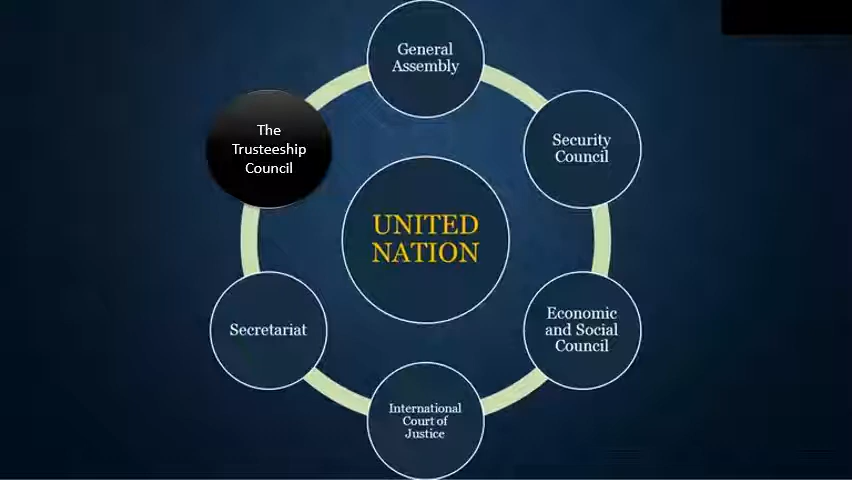 General
Assembly
The
Trusteeship
Council
Security
Council
UNITED
NATION
Secretariat
Economic
and Social
Council
International
Court of
Justice